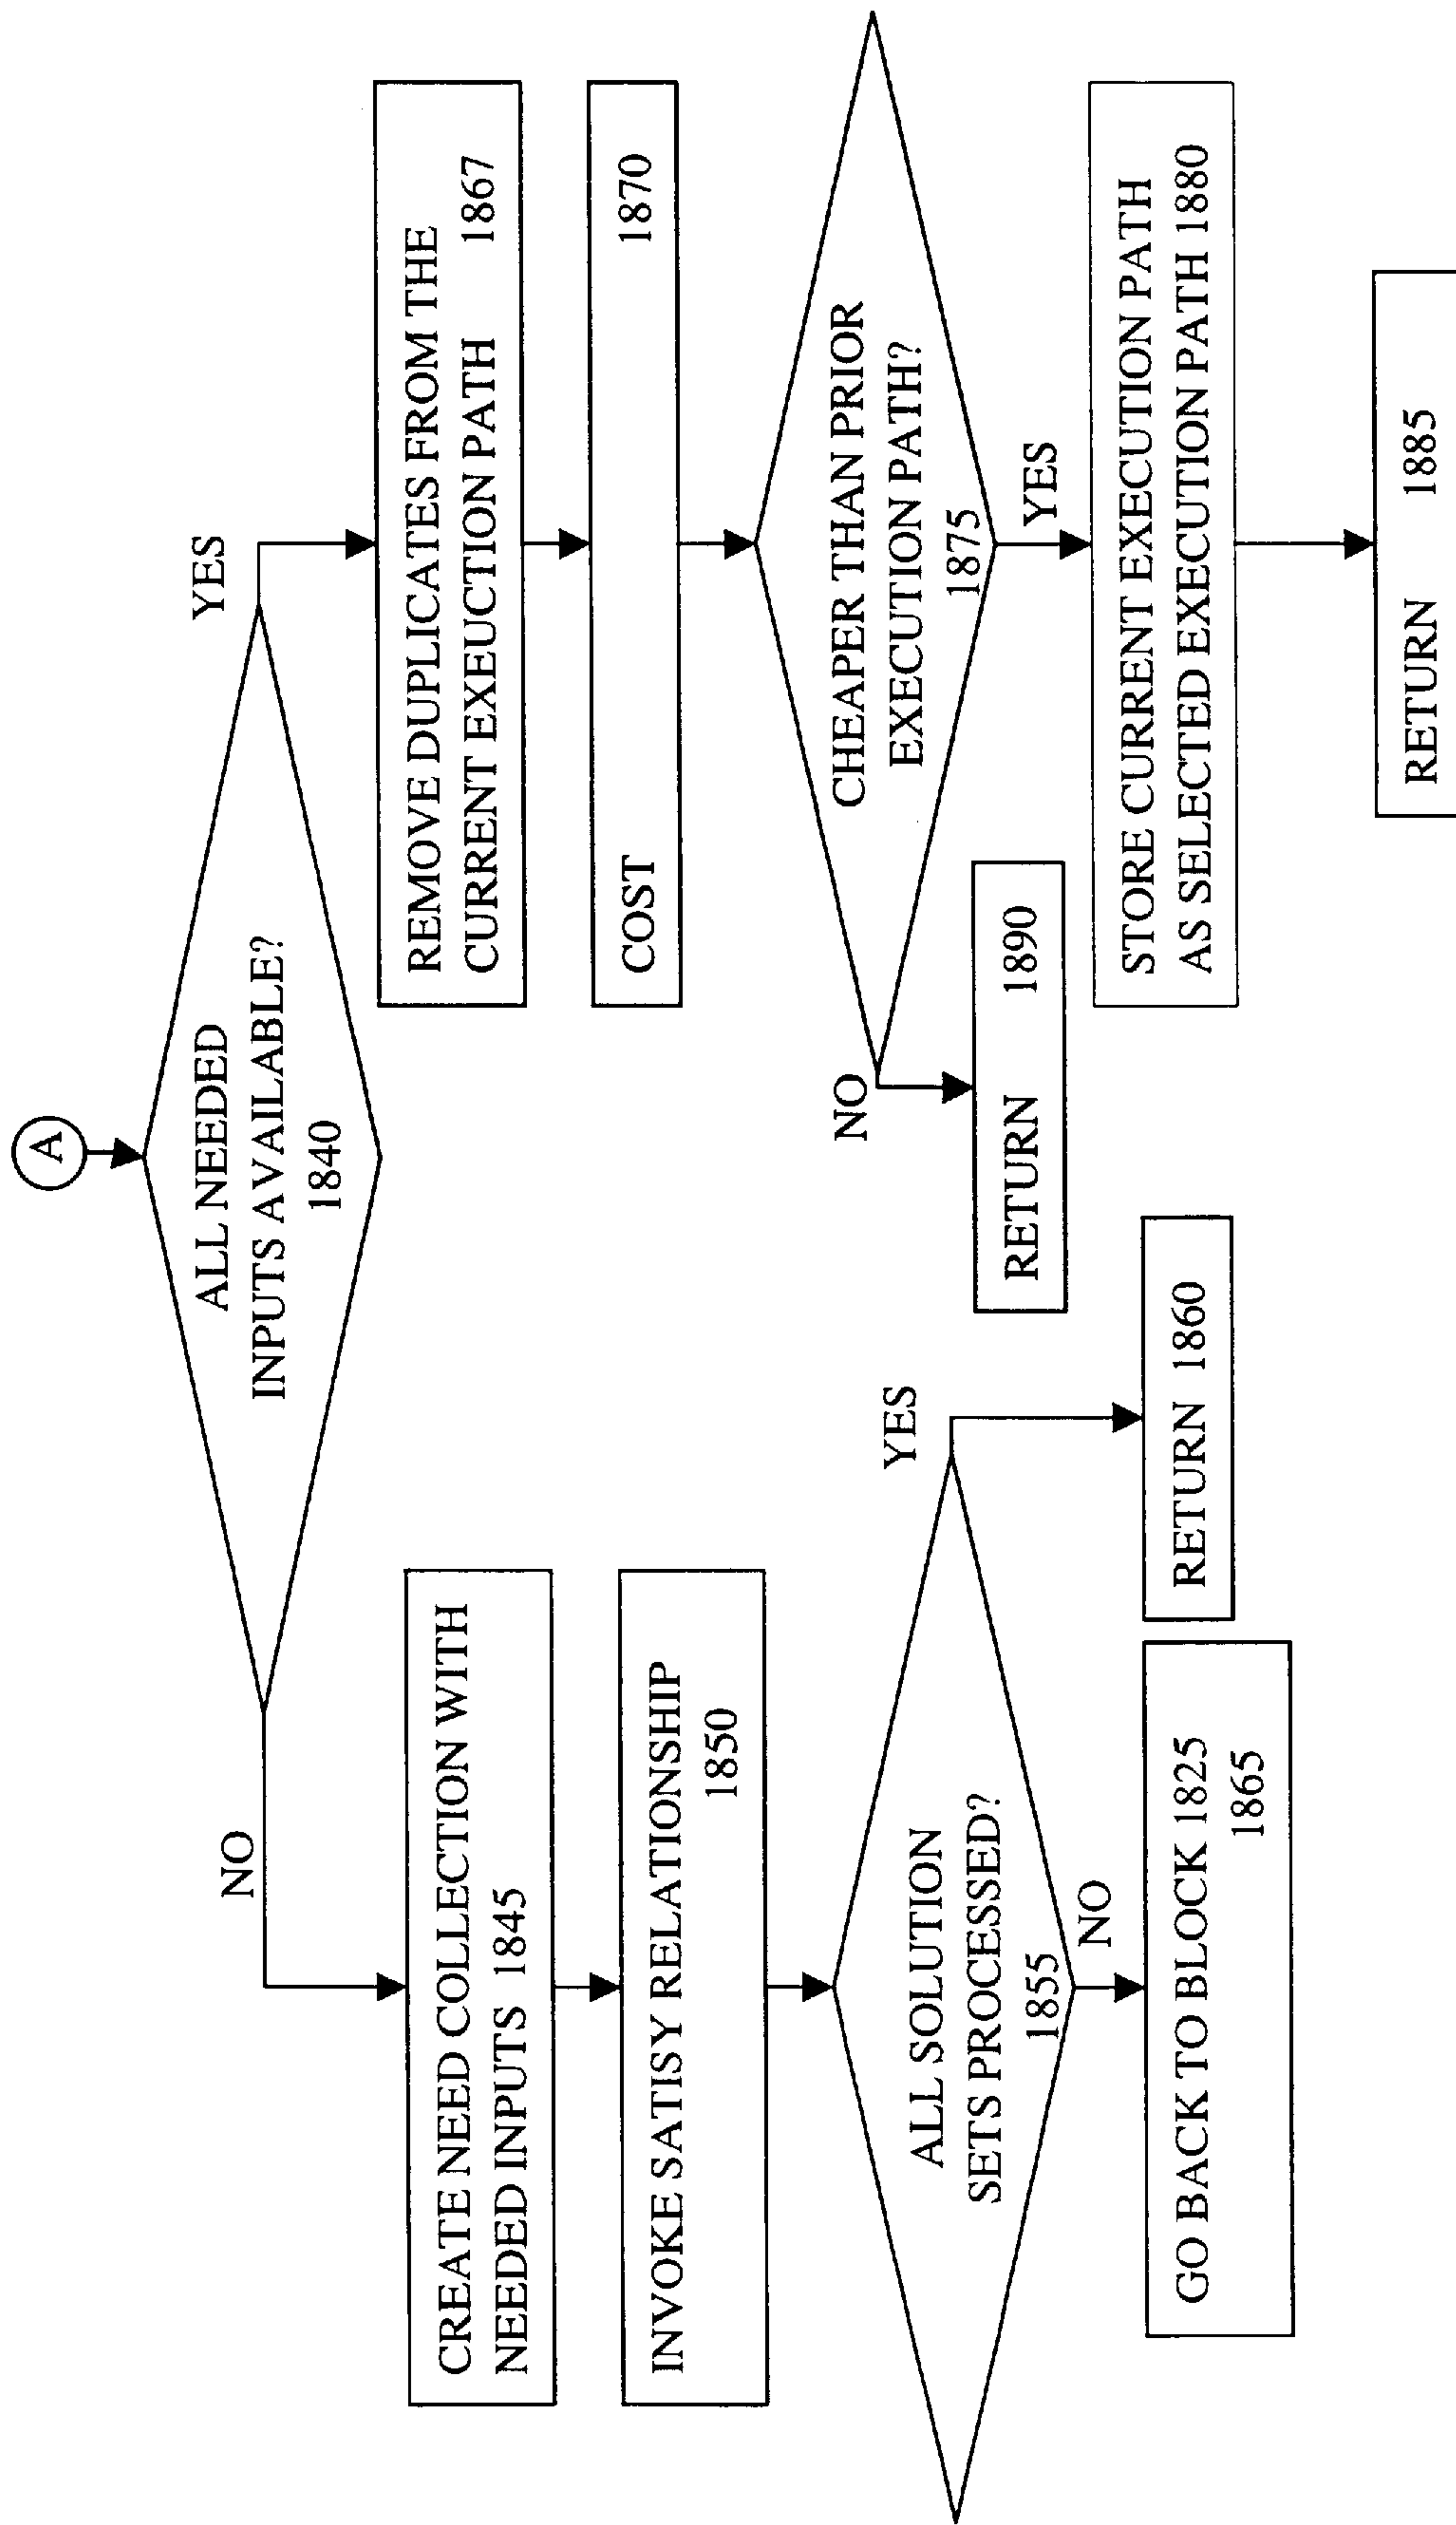 A
ALL NEEDED
INPUTS AVAILABLE?
1840
NO
YES
CREATE NEED COLLECTION WITH
NEEDED INPUTS 1845
INVOKE SATISY RELATIONSHIP
1850
ALL SOLUTION
SETS PROCESSED?
1855
YES
NO
RETURN 1860
GO BACK TO BLOCK 1825
1865
REMOVE DUPLICATES FROM THE
CURRENT EXEUCTION PATH 1867
COST 1870
CHEAPER THAN PRIOR
EXECUTION PATH?
1875
NO
YES
RETURN 1890
STORE CURRENT EXECUTION PATH
AS SELECTED EXECUTION PATH 1880
RETURN 1885